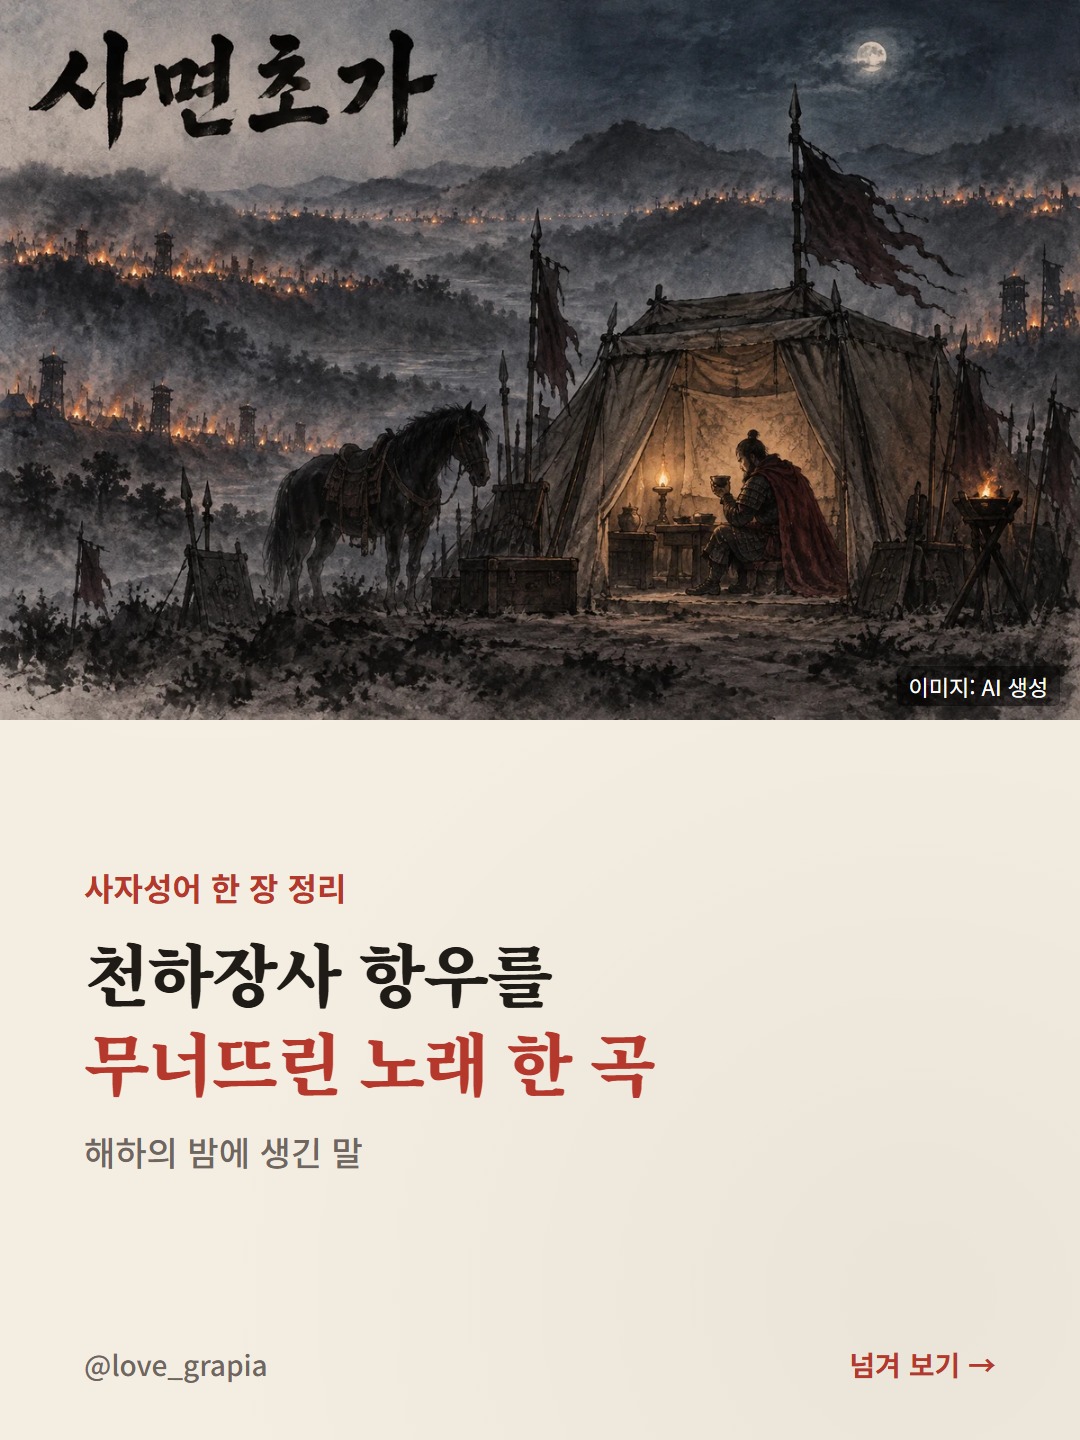 사면초가
이미지: AI 생성
사자성어 한 장 정리
천하장사 항우를
무너뜨린 노래 한 곡
해하의 밤에 생긴 말
@love_grapia
넘겨 보기 →